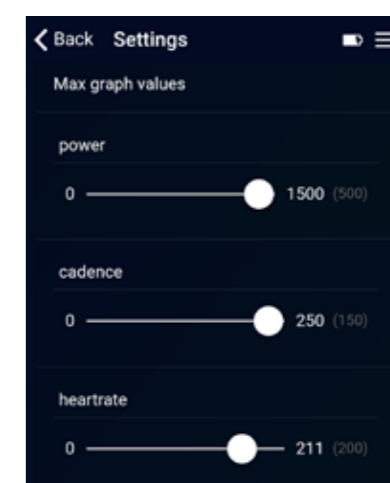 Back Settings
Max graph values
power
0 1500 (500)
cadence
0 250 (150)
heartrate
0 211 (200)